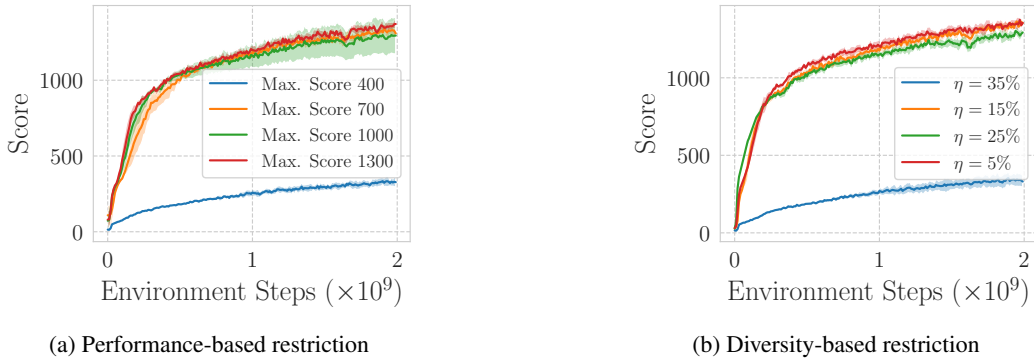 1000
500
0
Score
Max. Score 400
Max. Score 700
Max. Score 1000
Max. Score 1300
0 1 2
Environment Steps (×10⁹)
(a) Performance-based restriction
1000
500
0
Score
η = 35%
η = 15%
η = 25%
η = 5%
0 1 2
Environment Steps (×10⁹)
(b) Diversity-based restriction